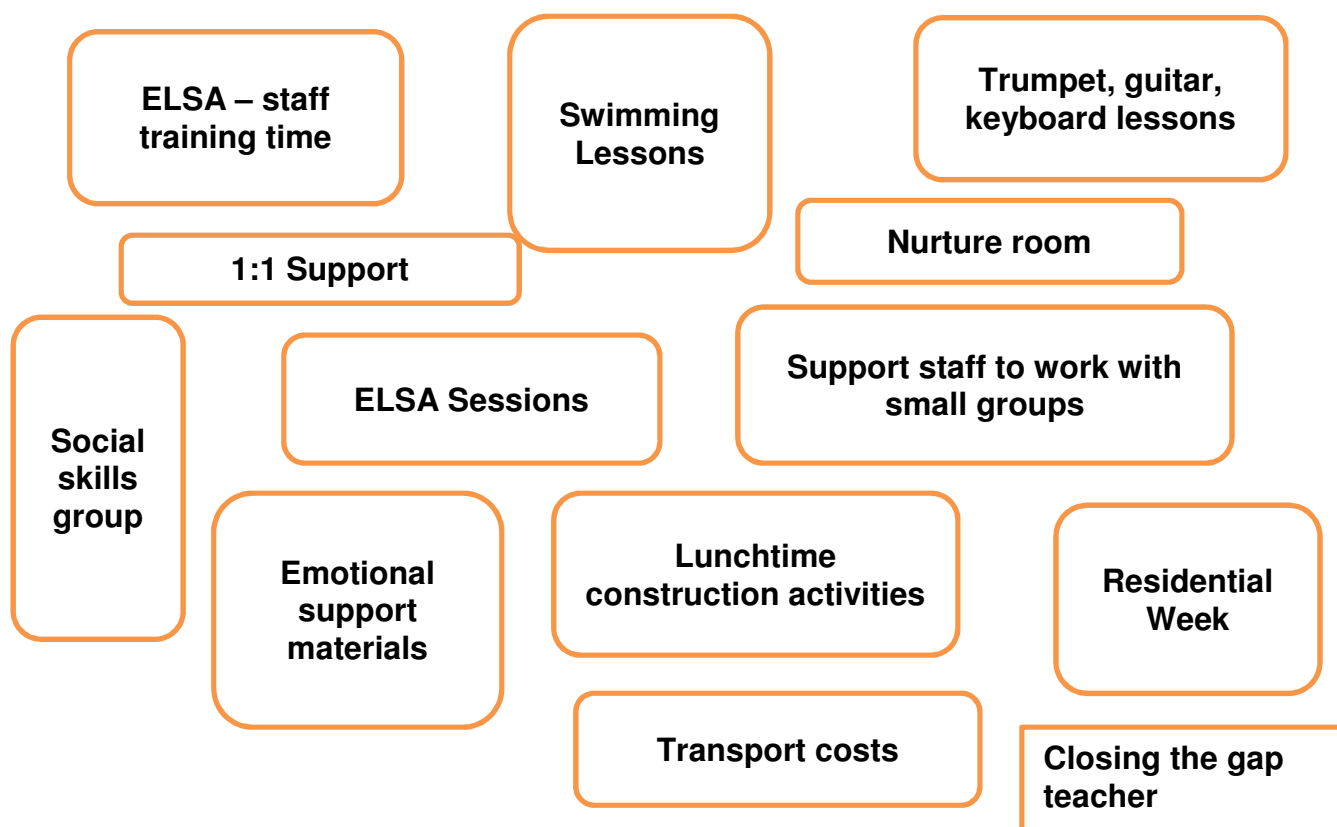 ELSA – staff
training time
Swimming
Lessons
Trumpet, guitar,
keyboard lessons
1:1 Support
Nurture room
Social
skills
group
ELSA Sessions
Support staff to work with
small groups
Emotional
support
materials
Lunchtime
construction activities
Residential
Week
Transport costs
Closing the gap
teacher